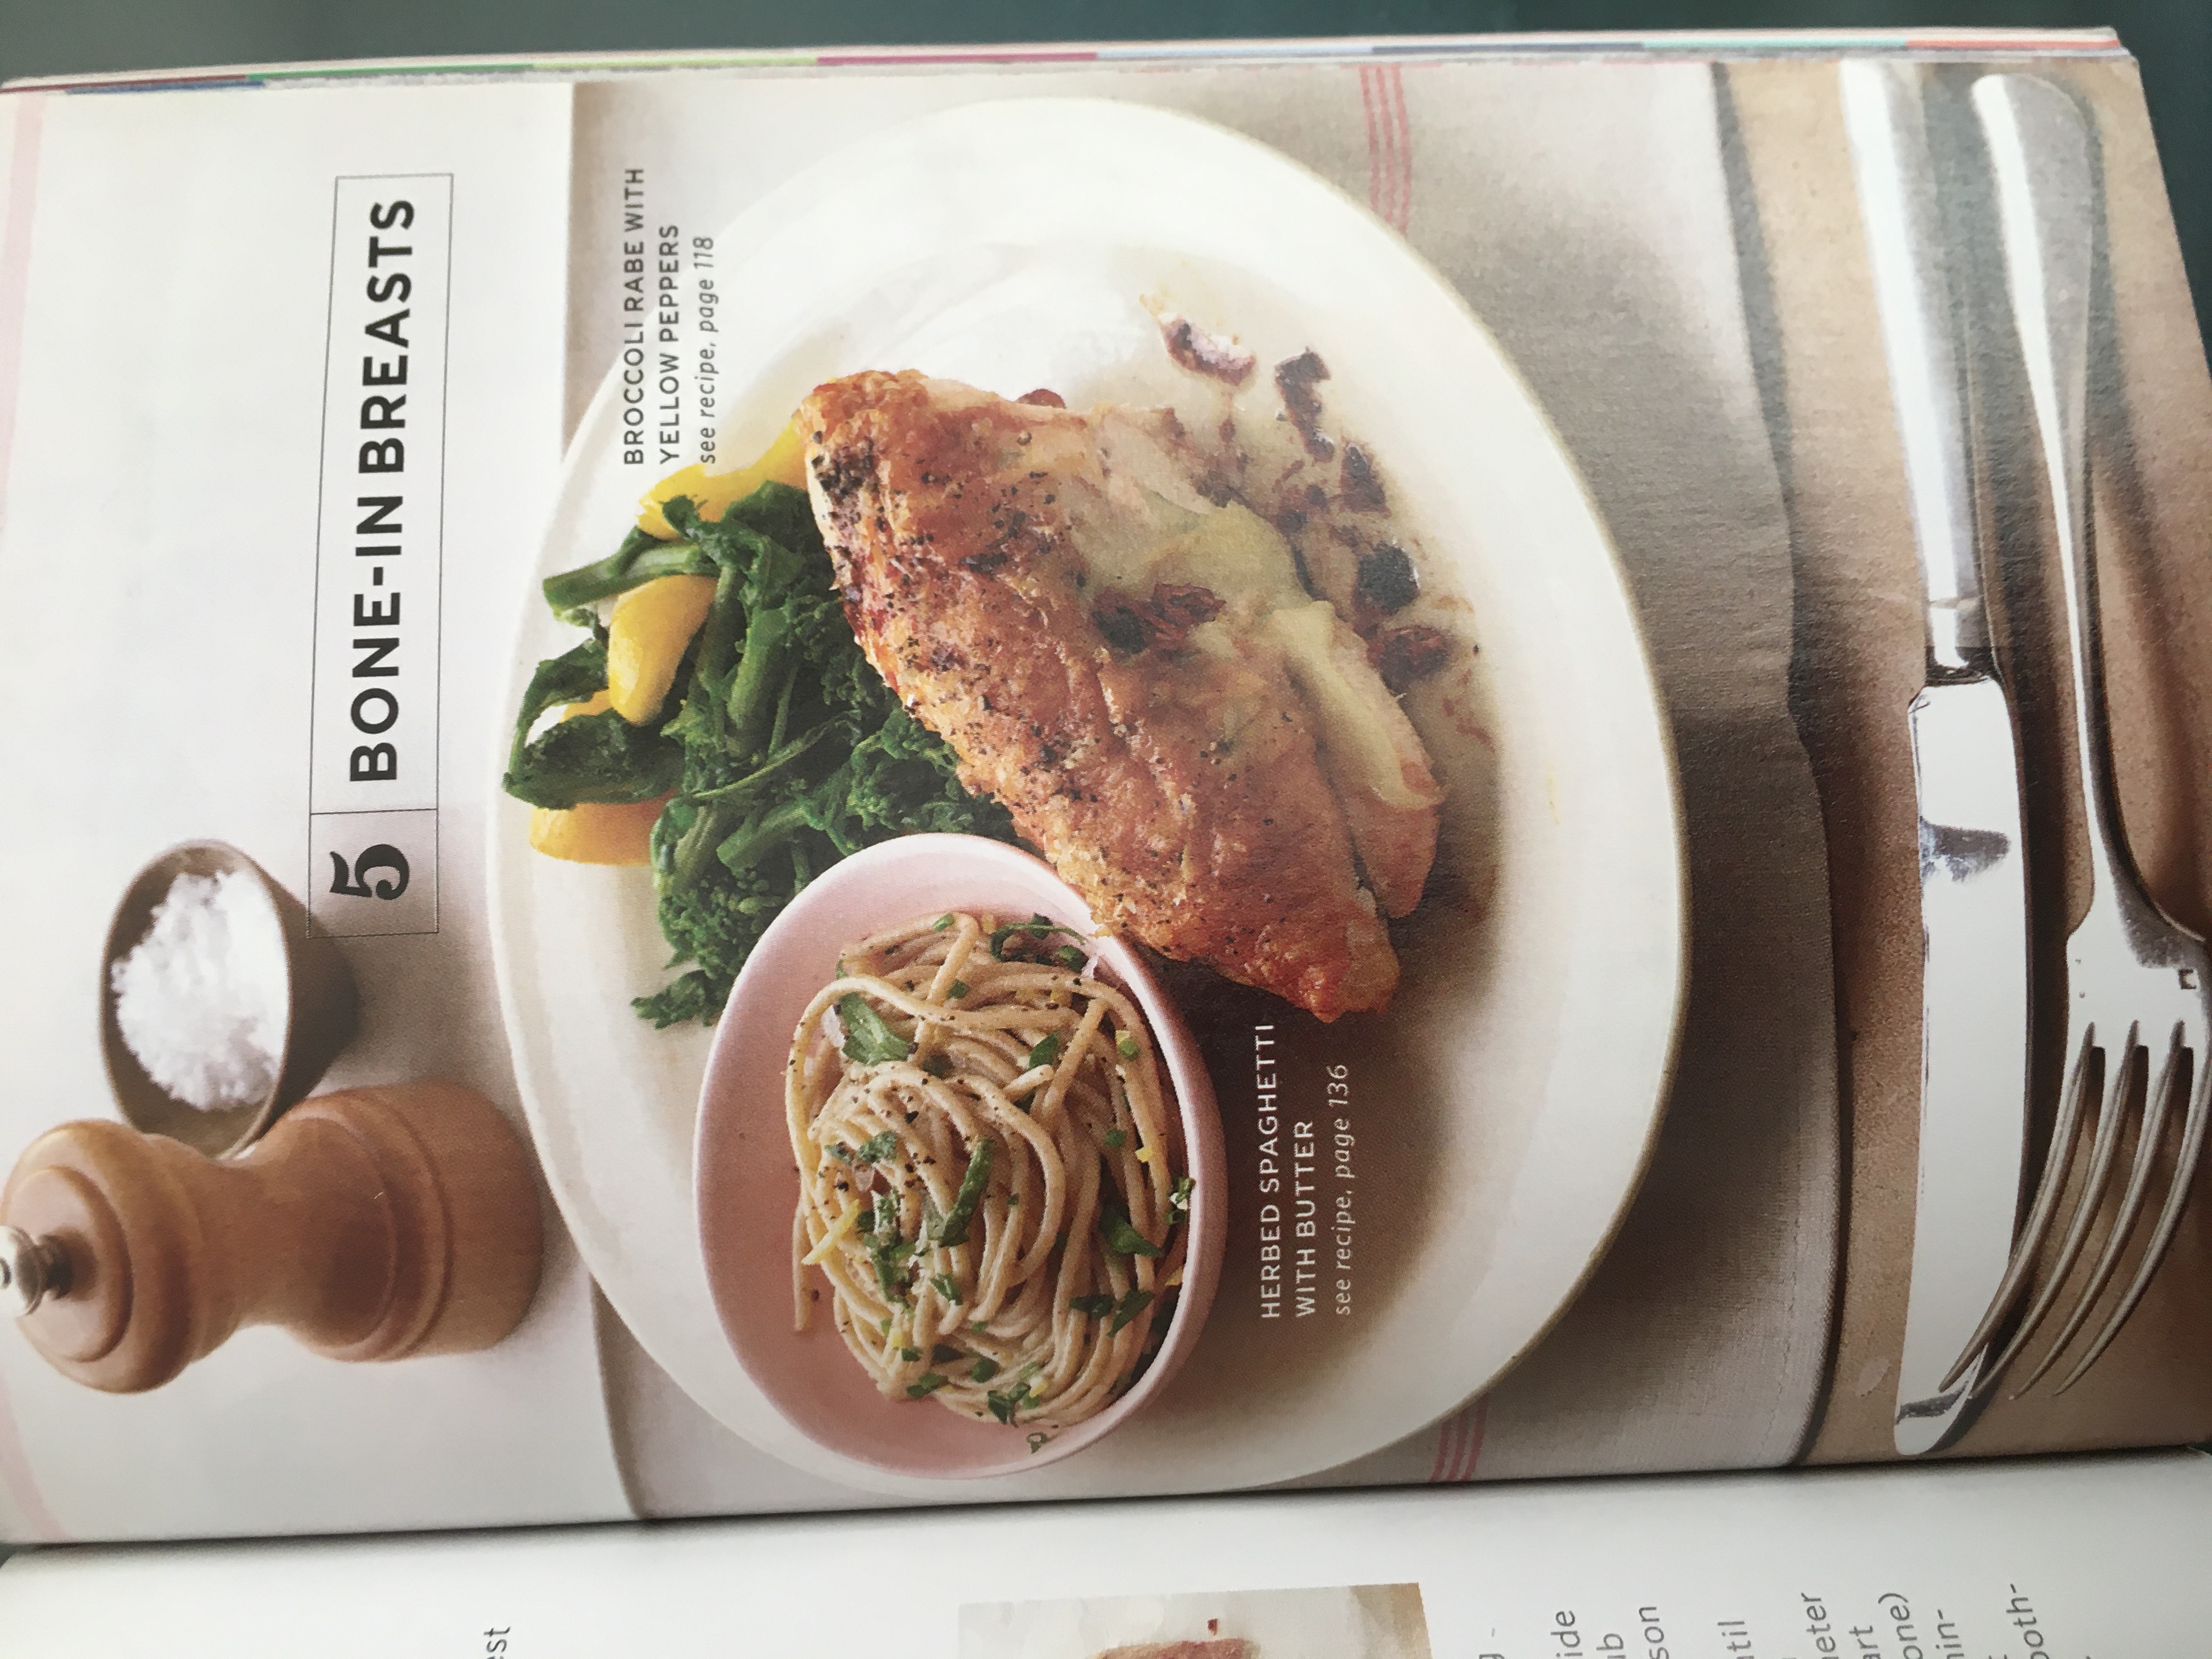 5 BONE-IN BREASTS
BROCCOLI RABE WITH
YELLOW PEPPERS
see recipe, page 118
HERBED SPAGHETTI
WITH BUTTER
see recipe, page 136